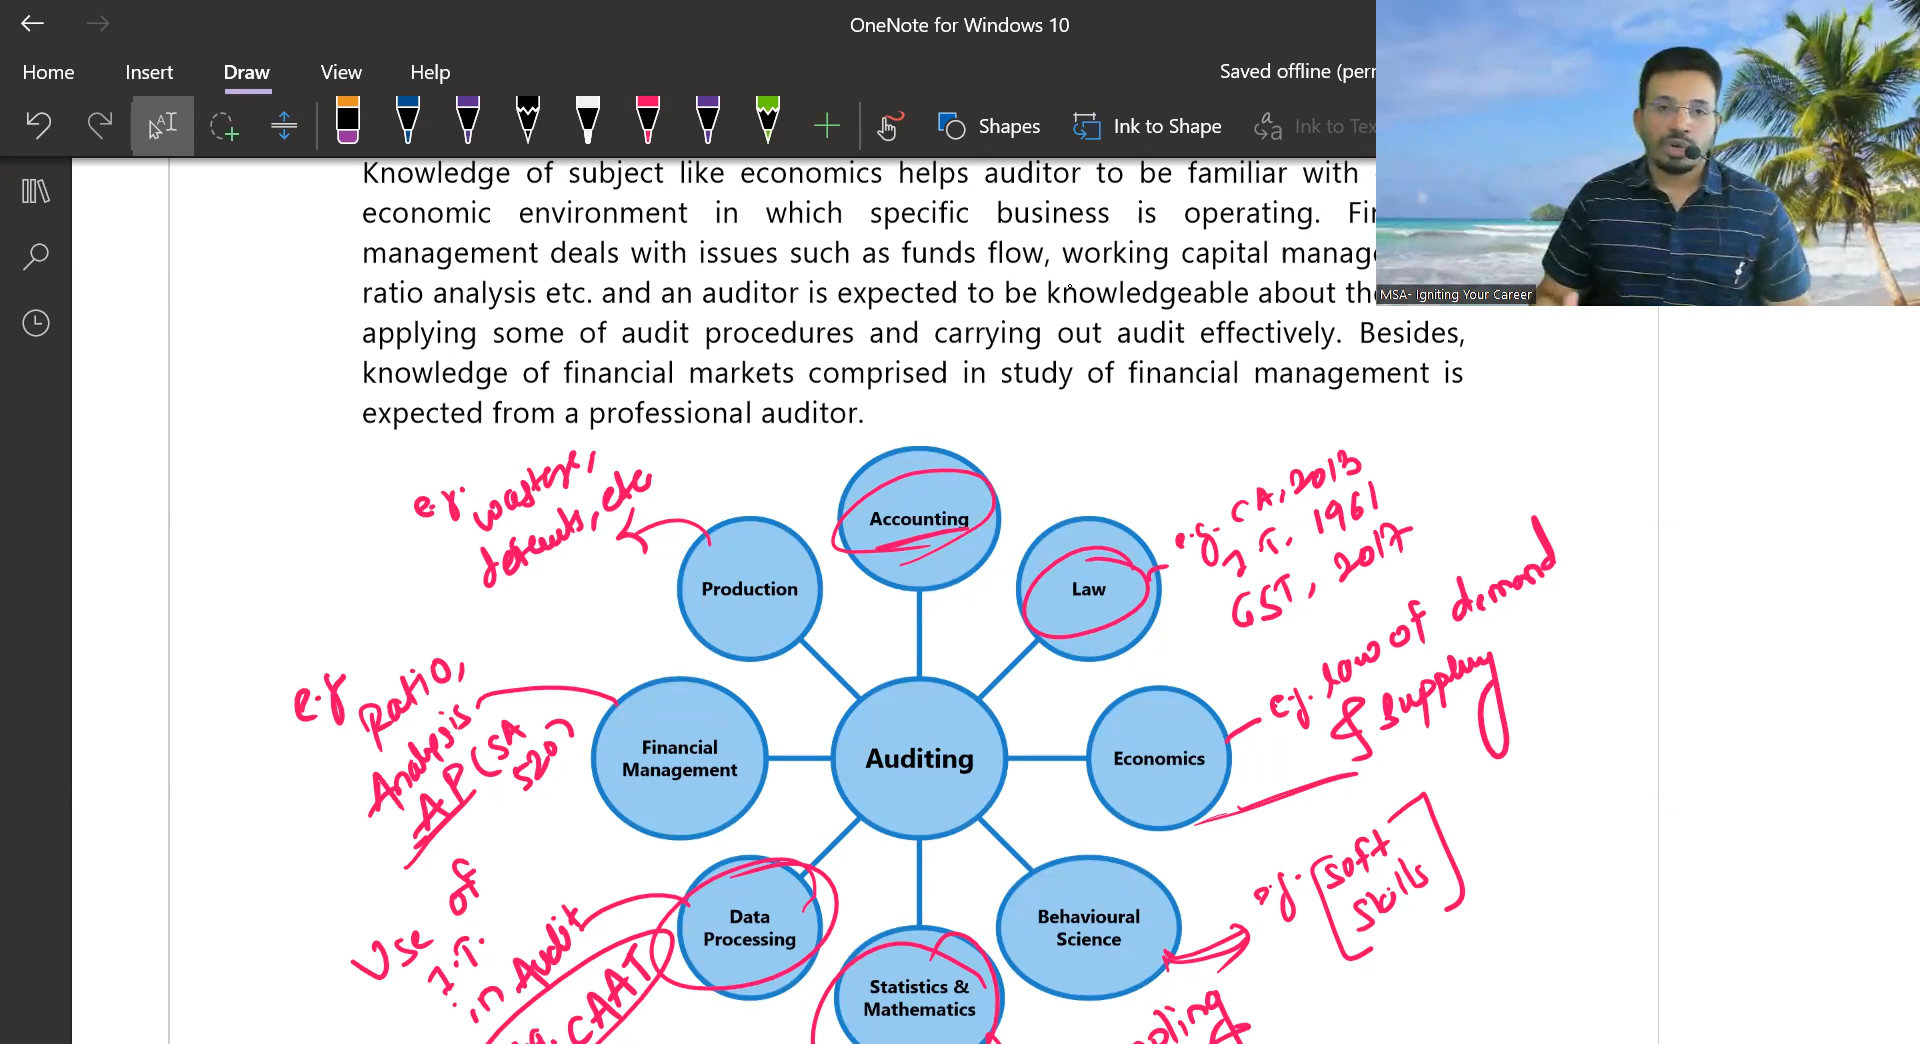 OneNote for Windows 10
Home Insert Draw View Help
Saved offline (per
Shapes Ink to Shape Ink to Tex
MSA- Igniting Your Career
Knowledge of subject like economics helps auditor to be familiar with
economic environment in which specific business is operating. Fi
management deals with issues such as funds flow, working capital manag
ratio analysis etc. and an auditor is expected to be knowledgeable about th
applying some of audit procedures and carrying out audit effectively. Besides,
knowledge of financial markets comprised in study of financial management is
expected from a professional auditor.
e.g. wastage,
etc
Accounting
e.g. CA, 2013
I.T. 1961
GST, 2017
Production
Law
e.g. law of demand
& supply
e.g. Ratio,
Analysis
AP (SA
520)
Financial
Management
Auditing
Economics
e.g. Soft
Skills
Use of
I.T.
in Audit
CAAT
Data
Processing
Behavioural
Science
Statistics &
Mathematics